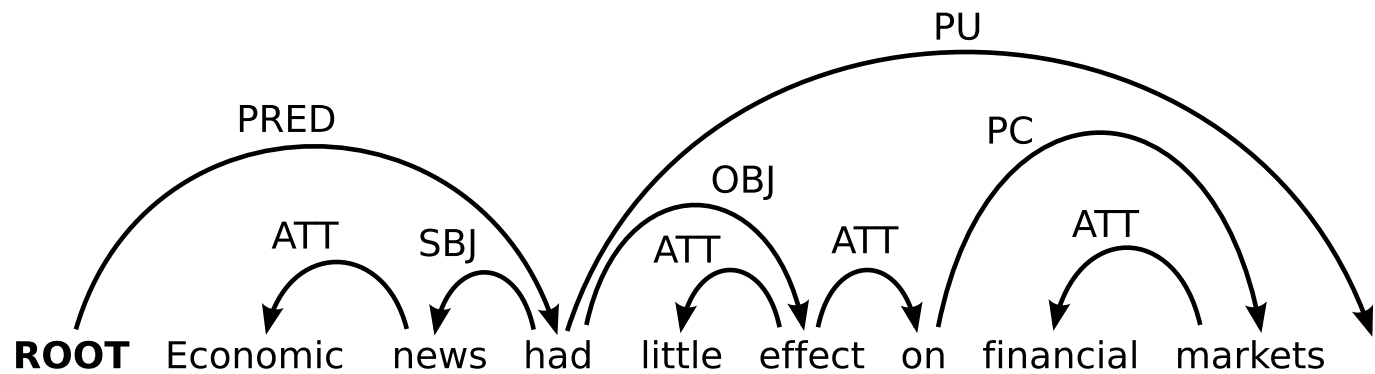 PU
PRED
PC
OBJ
ATT
SBJ
ATT
ATT
ATT
ROOT Economic news had little effect on financial markets